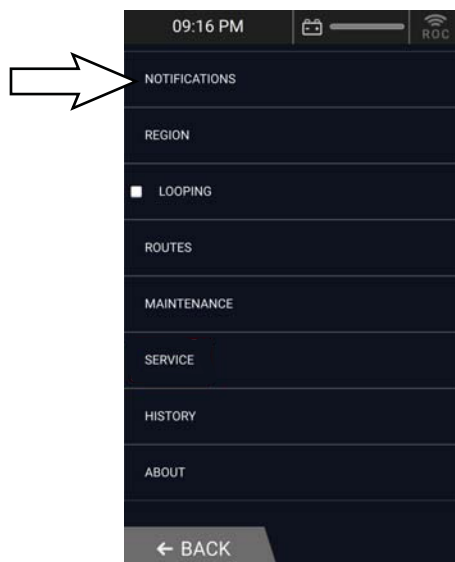 09:16 PM
ROC
NOTIFICATIONS
REGION
LOOPING
ROUTES
MAINTENANCE
SERVICE
HISTORY
ABOUT
← BACK